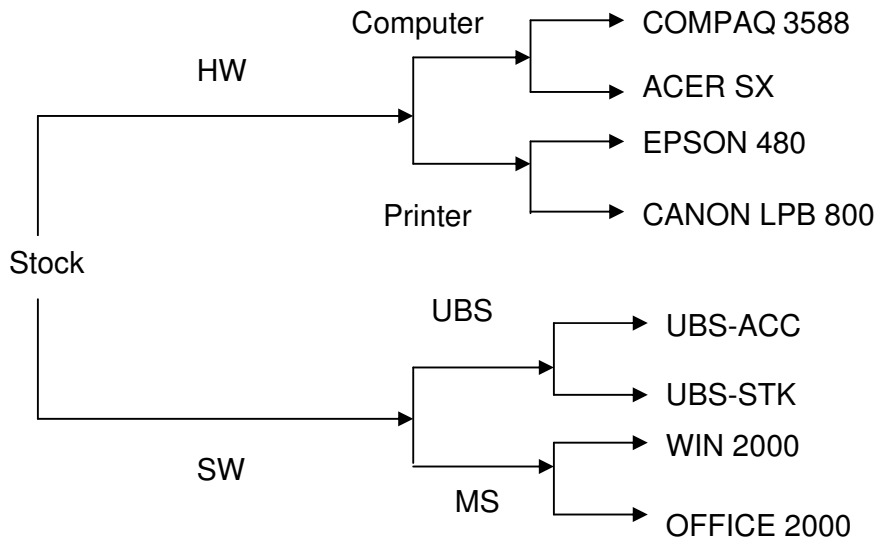 Computer
COMPAQ 3588
HW
ACER SX
EPSON 480
Printer
CANON LPB 800
Stock
UBS
UBS-ACC
UBS-STK
SW
WIN 2000
MS
OFFICE 2000